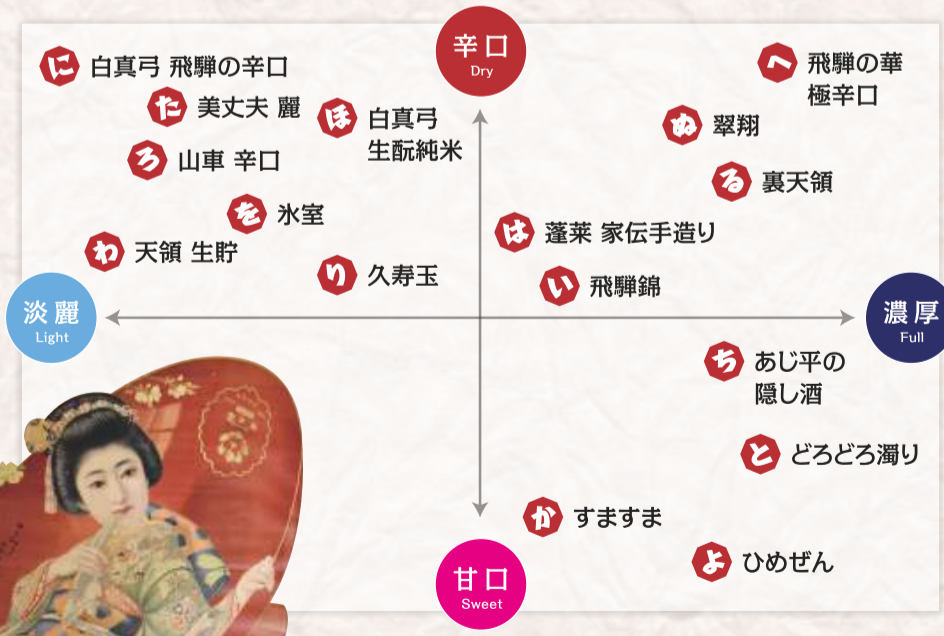 辛口
Dry
に 白真弓 飛騨の辛口
た 美丈夫 麗
ほ 白真弓
生酛純米
ろ 山車 辛口
を 氷室
わ 天領 生貯
り 久寿玉
へ 飛騨の華
極辛口
ぬ 翠翔
る 裏天領
は 蓬莱 家伝手造り
い 飛騨錦
淡麗
Light
濃厚
Full
ち あじ平の
隠し酒
と どろどろ濁り
か すますま
よ ひめぜん
甘口
Sweet